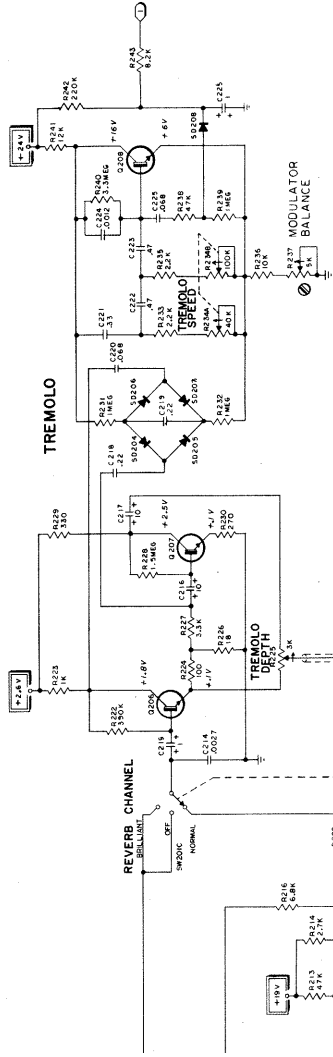 TREMOLO
+24V
R241
12K
R242
220K
R243
8.2K
1
+16V
Q208
+6V
SD208
C225
1
R240
3.3MEG
C224
.0012
C223
.47
C225
.068
R238
47K
R239
1MEG
R235
2.2K
R234B
100K
R236
10K
R237
5K
MODULATOR
BALANCE
C222
.47
C221
.33
R233
2.2K
TREMOLO
SPEED
R234A
40K
C220
.068
R231
1MEG
SD206
SD204
C219
.22
SD207
SD205
R232
1MEG
C218
.22
R229
330
C217
10
+2.5V
Q207
+.1V
R230
270
R228
1.5MEG
C216
10
R227
3.3K
R226
18
R224
100
TREMOLO
DEPTH
R225
3K
+2.6V
R223
1K
+1.8V
Q206
+.1V
R222
390K
C215
1
C214
.0027
REVERB CHANNEL
BRILLIANT
OFF
SW201C
NORMAL
R216
6.8K
+19V
R214
2.7K
R213
47K